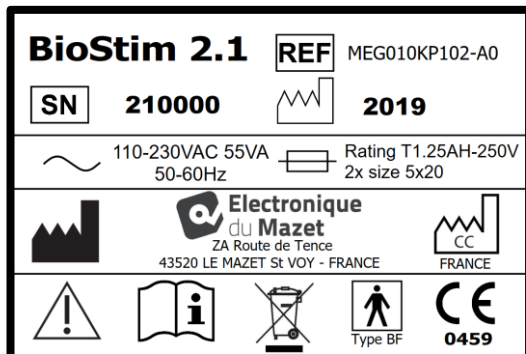 BioStim 2.1 REF MEG010KP102-A0
SN 210000 2019
110-230VAC 55VA
50-60Hz
Rating T1.25AH-250V
2x size 5x20
Electronique
du Mazet
ZA Route de Tence
43520 LE MAZET St VOY - FRANCE
CC
FRANCE
i
Type BF
CE
0459